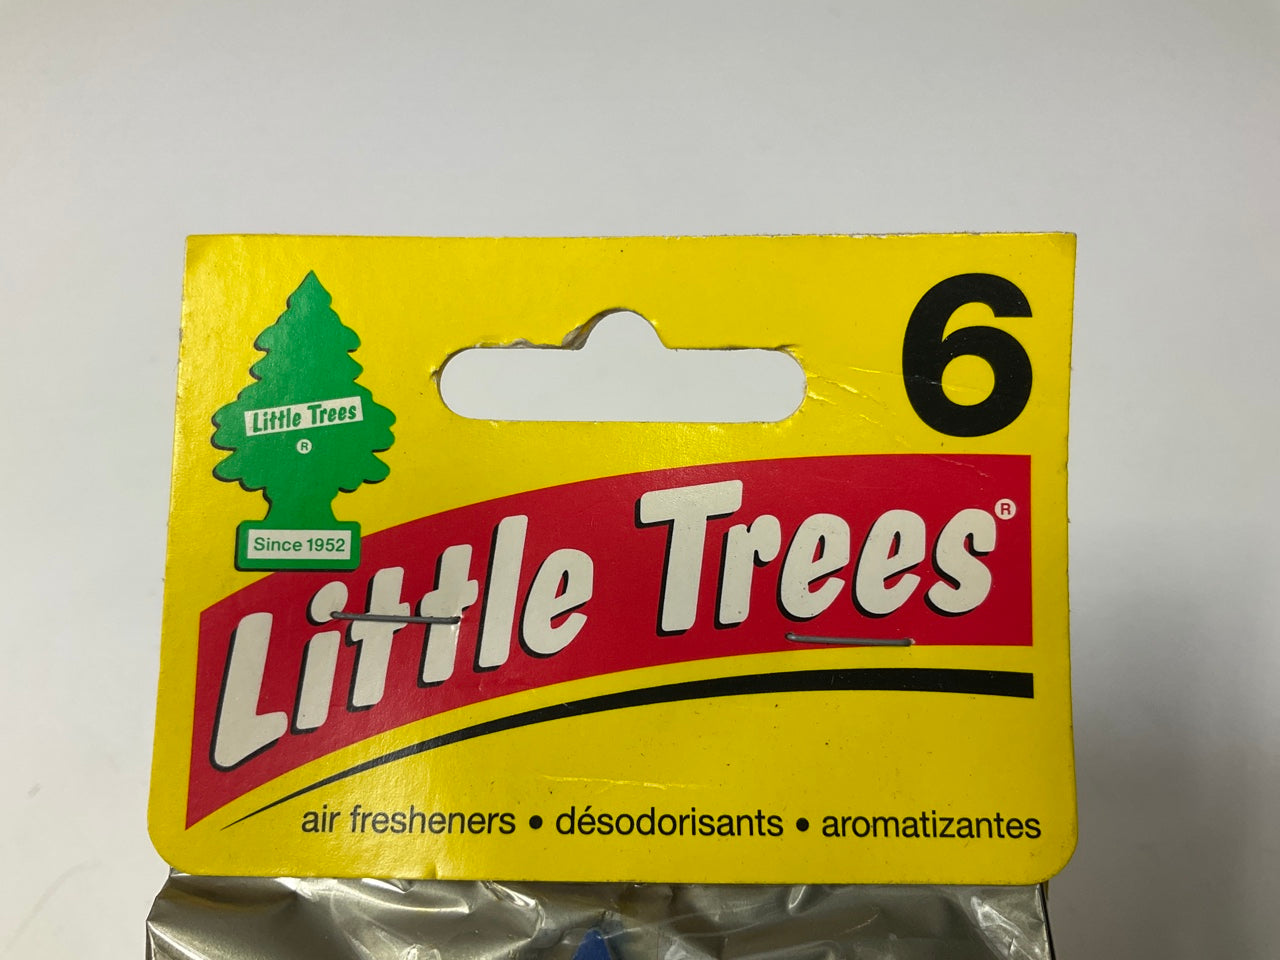 6
Little Trees
®
Since 1952
Little Trees®
air fresheners • désodorisants • aromatizantes